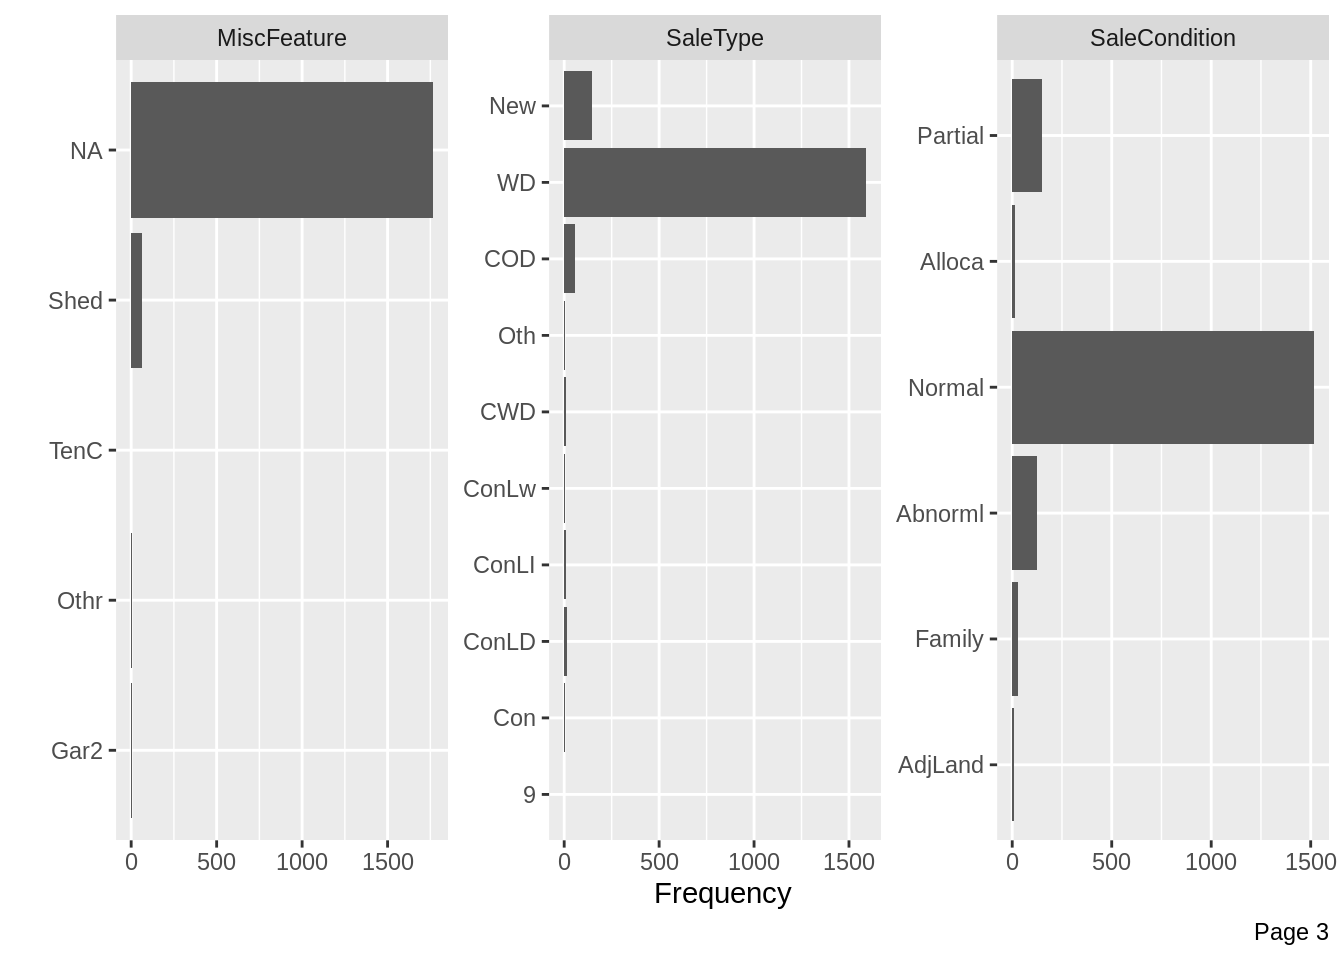 MiscFeature
NA
Shed
TenC
Othr
Gar2
0 500 1000 1500
SaleType
New
WD
COD
Oth
CWD
ConLw
ConLI
ConLD
Con
9
0 500 1000 1500
SaleCondition
Partial
Alloca
Normal
Abnorml
Family
AdjLand
0 500 1000 1500
Frequency
Page 3